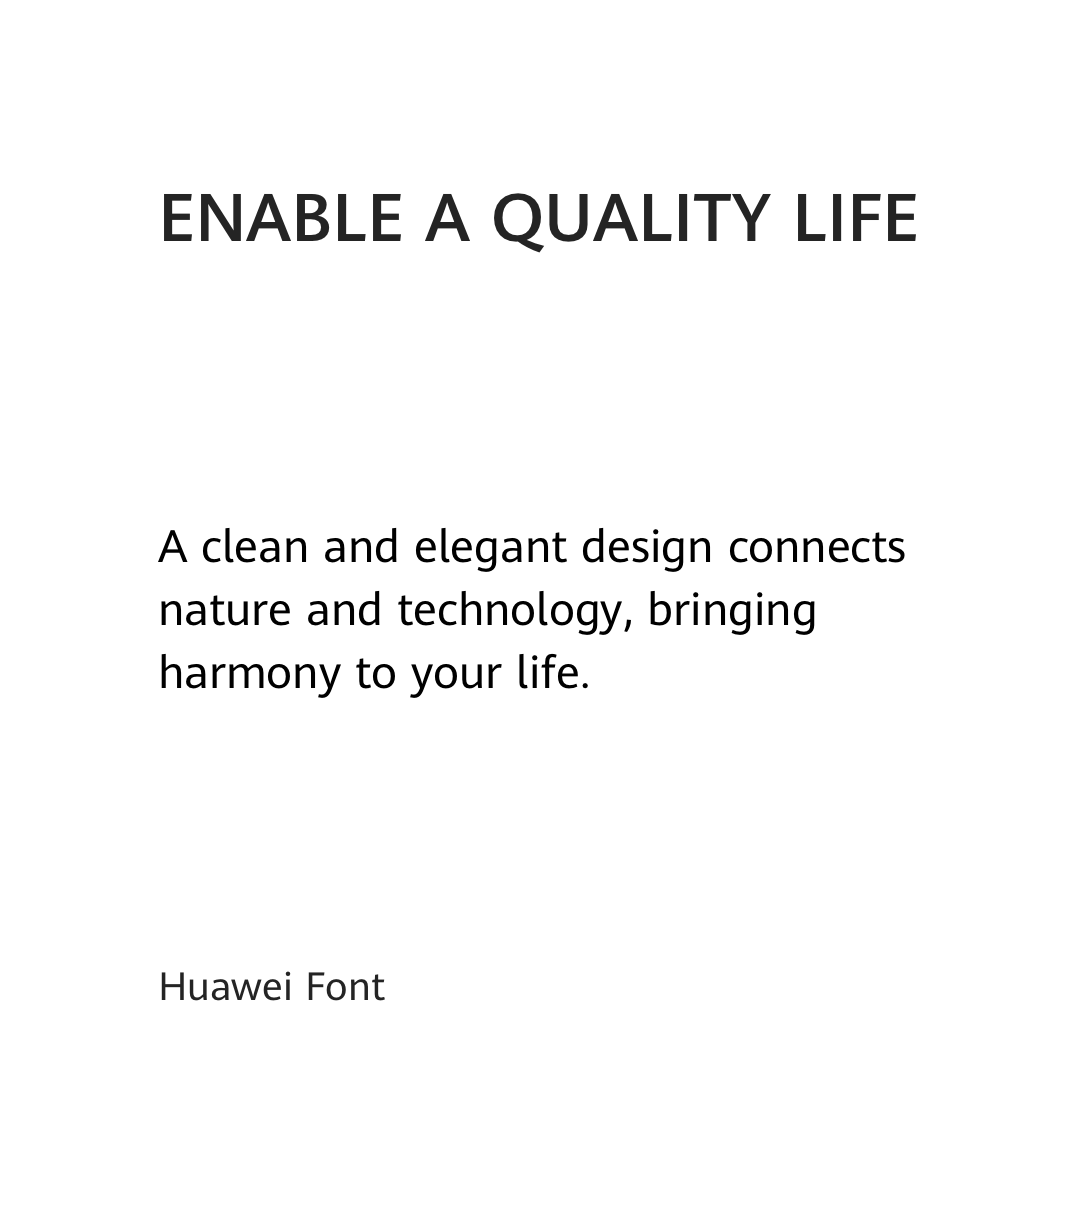 ENABLE A QUALITY LIFE
A clean and elegant design connects
nature and technology, bringing
harmony to your life.
Huawei Font